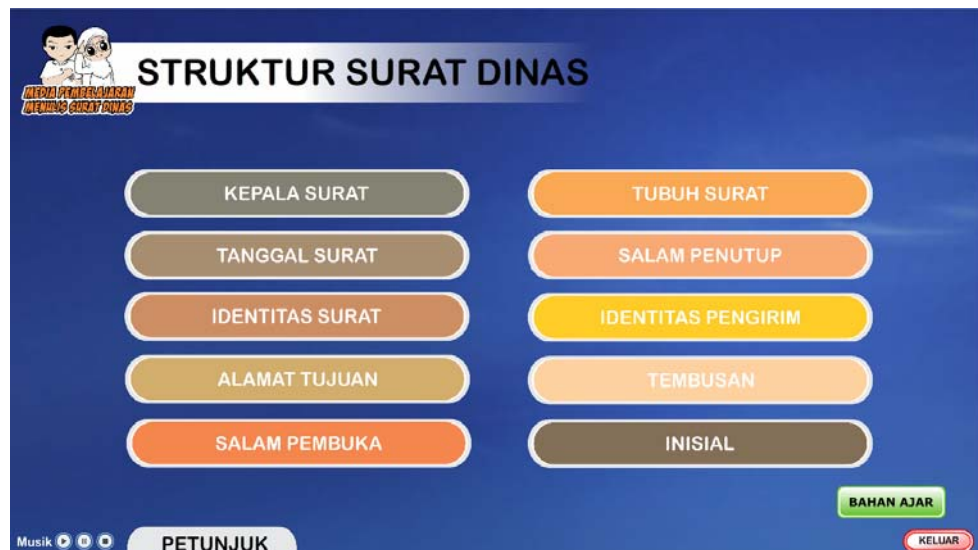 STRUKTUR SURAT DINAS
MEDIA PEMBELAJARAN
MENULIS SURAT DINAS
KEPALA SURAT
TANGGAL SURAT
IDENTITAS SURAT
ALAMAT TUJUAN
SALAM PEMBUKA
TUBUH SURAT
SALAM PENUTUP
IDENTITAS PENGIRIM
TEMBUSAN
INISIAL
BAHAN AJAR
Musik
PETUNJUK
KELUAR